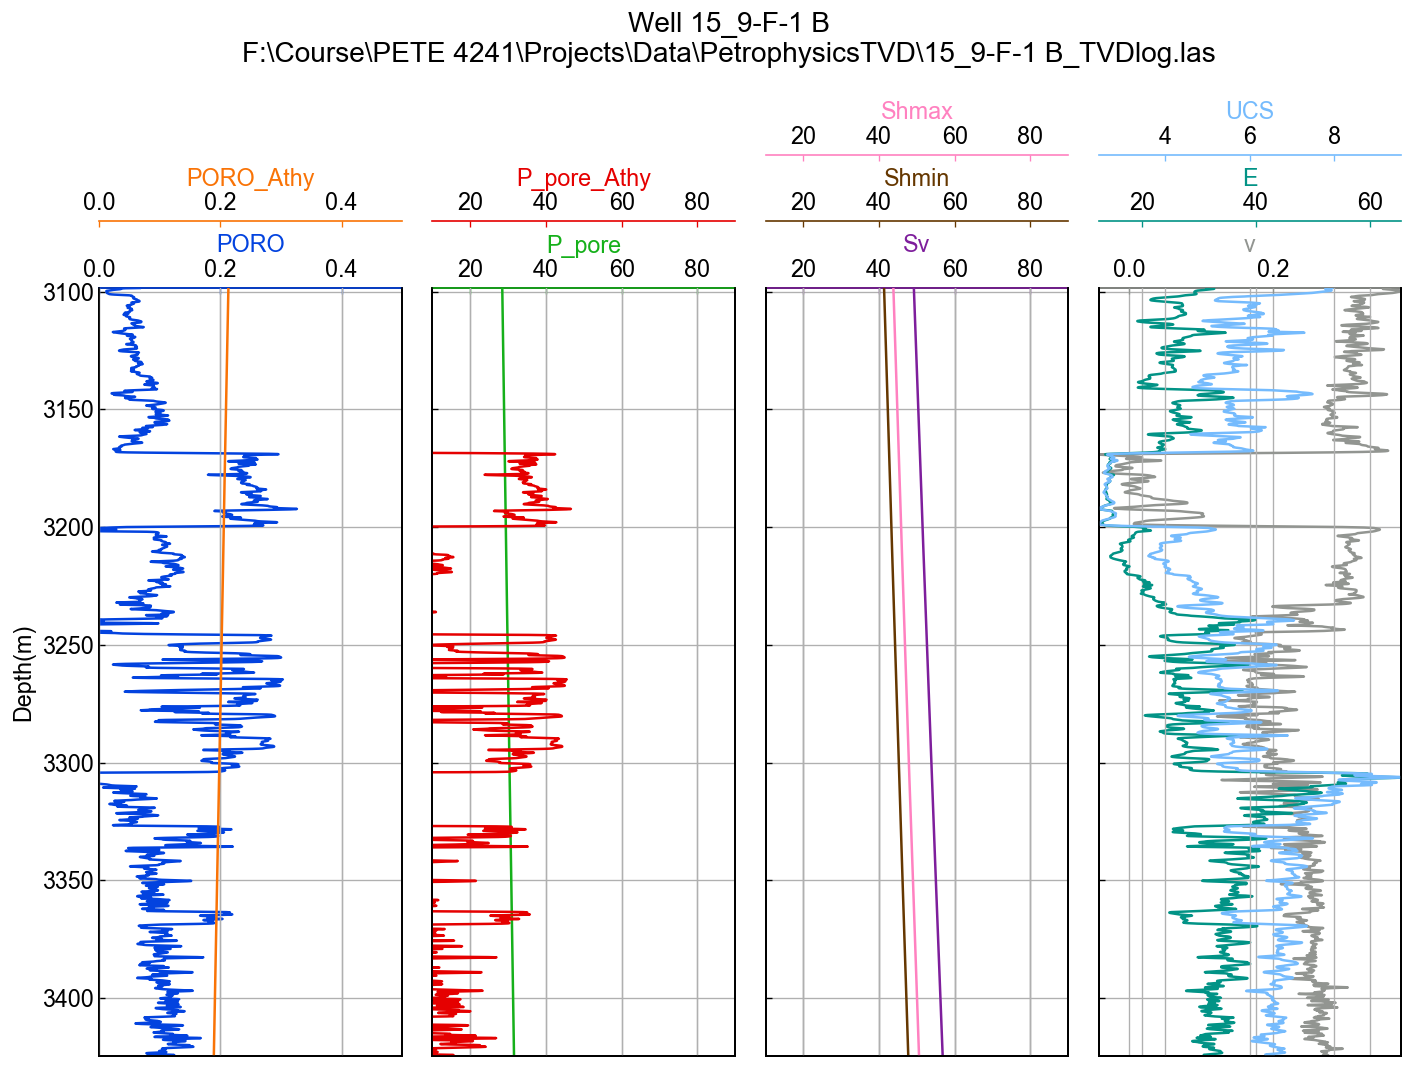 Well 15_9-F-1 B
F:\Course\PETE 4241\Projects\Data\PetrophysicsTVD\15_9-F-1 B_TVDlog.las
Shmax
UCS
20 40 60 80
4 6 8
PORO_Athy
P_pore_Athy
Shmin
E
0.0 0.2 0.4
20 40 60 80
20 40 60 80
20 40 60
PORO
P_pore
Sv
v
0.0 0.2 0.4
20 40 60 80
20 40 60 80
0.0 0.2
3100
3150
3200
3250
3300
3350
3400
Depth(m)